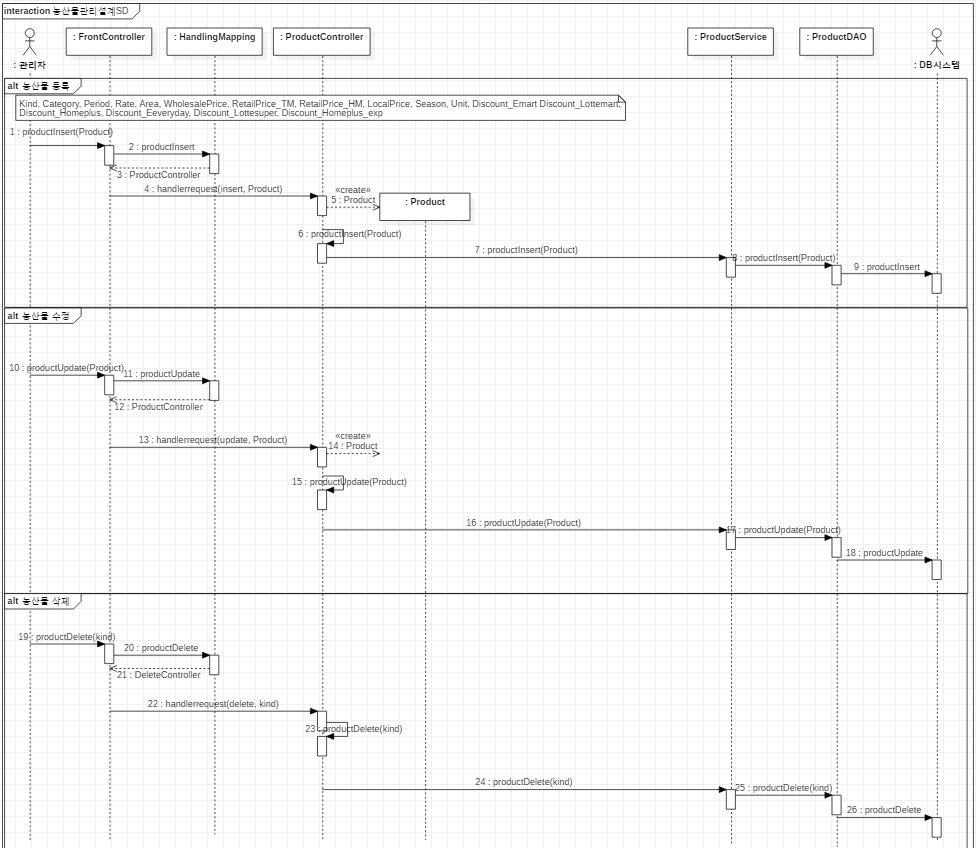 interaction 농산물관리설계SD
: FrontController
: HandlingMapping
: ProductController
: ProductService
: ProductDAO
: 관리자
: DB시스템
alt 농산물 등록
Kind, Category, Period, Rate, Area, WholesalePrice, RetailPrice_TM, RetailPrice_HM, LocalPrice, Season, Unit, Discount_Emart Discount_Lottemart,
Discount_Homeplus, Discount_Eeveryday, Discount_Lottesuper, Discount_Homeplus_exp
1 : productInsert(Product)
2 : productInsert
3 : ProductController
4 : handlerrequest(insert, Product)
«create»
5 : Product
: Product
6 : productInsert(Product)
7 : productInsert(Product)
8 : productInsert(Product)
9 : productInsert
alt 농산물 수정
10 : productUpdate(Product)
11 : productUpdate
12 : ProductController
13 : handlerrequest(update, Product)
«create»
14 : Product
15 : productUpdate(Product)
16 : productUpdate(Product)
17 : productUpdate(Product)
18 : productUpdate
alt 농산물 삭제
19 : productDelete(kind)
20 : productDelete
21 : DeleteController
22 : handlerrequest(delete, kind)
23 : productDelete(kind)
24 : productDelete(kind)
25 : productDelete(kind)
26 : productDelete